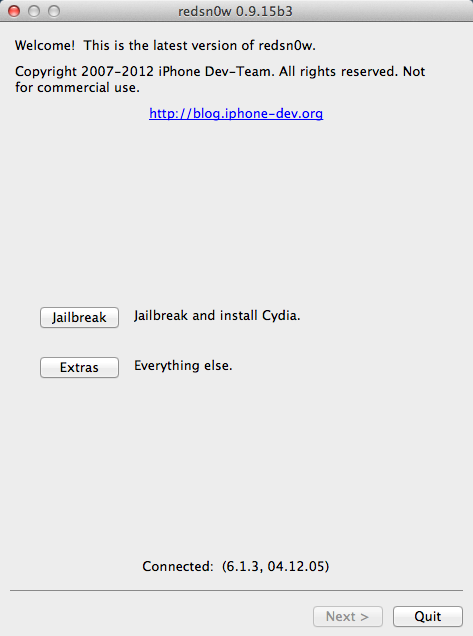 redsn0w 0.9.15b3
Welcome!  This is the latest version of redsn0w.
Copyright 2007-2012 iPhone Dev-Team. All rights reserved. Not
for commercial use.
http://blog.iphone-dev.org
Jailbreak
Jailbreak and install Cydia.
Extras
Everything else.
Connected:  (6.1.3, 04.12.05)
Next >
Quit